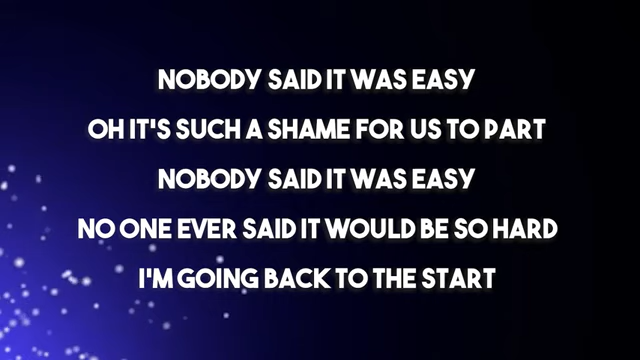 NOBODY SAID IT WAS EASY
OH IT'S SUCH A SHAME FOR US TO PART
NOBODY SAID IT WAS EASY
NO ONE EVER SAID IT WOULD BE SO HARD
I'M GOING BACK TO THE START